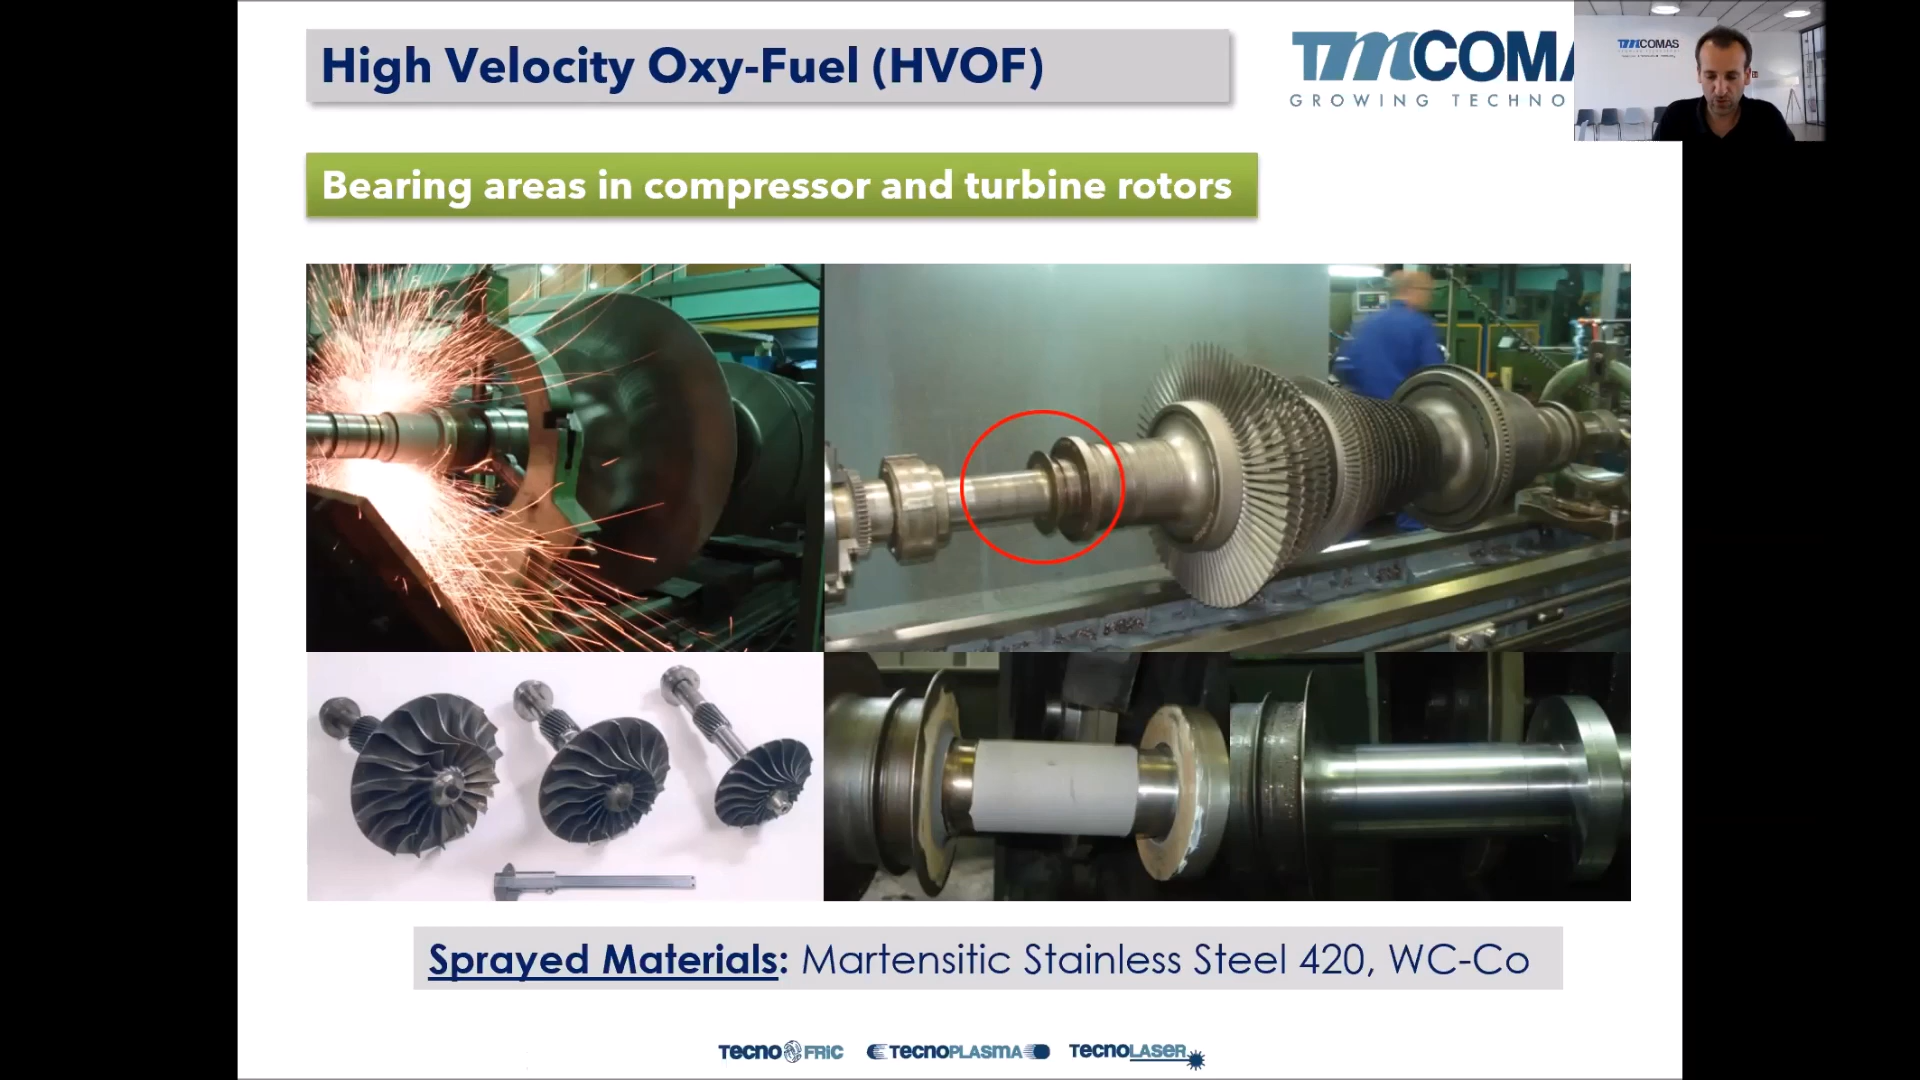 High Velocity Oxy-Fuel (HVOF)
TMCOMA
GROWING TECHNO
TMCOMAS
Bearing areas in compressor and turbine rotors
Sprayed Materials: Martensitic Stainless Steel 420, WC-Co
TECNOFRIC TECNOPLASMA TECNOLASER